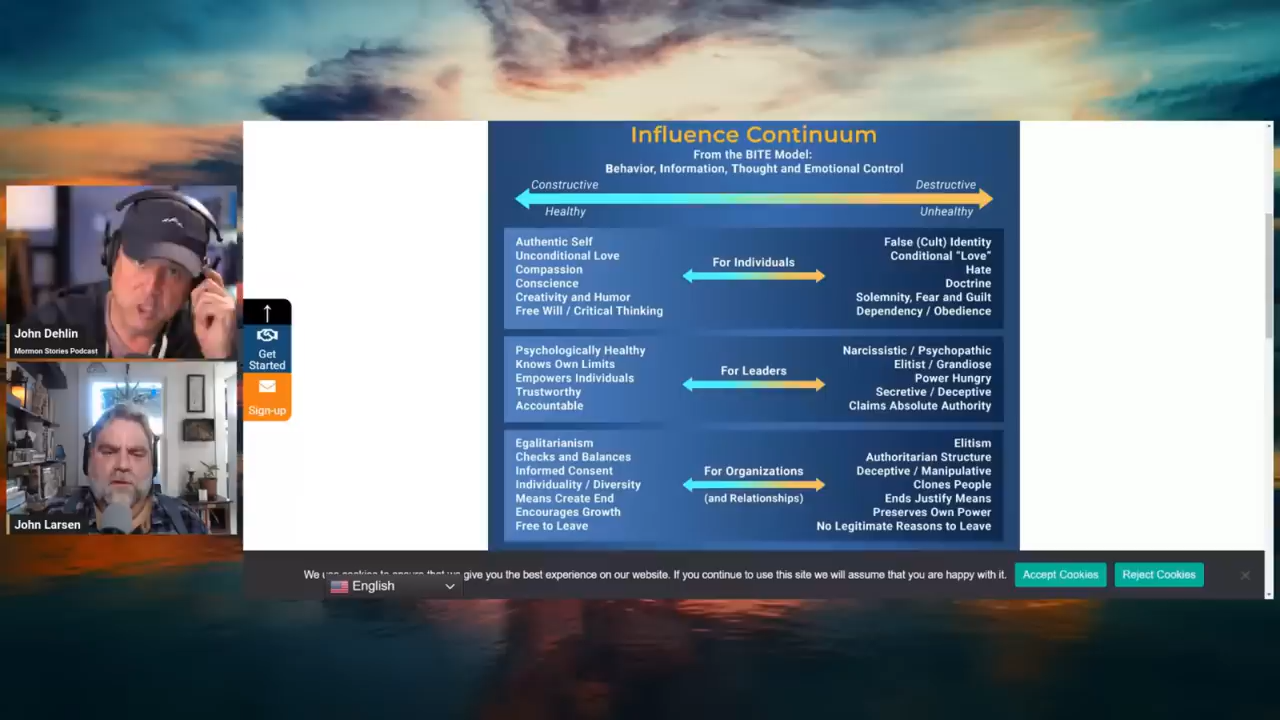 Influence Continuum
From the BITE Model:
Behavior, Information, Thought and Emotional Control
Constructive
Destructive
Healthy
Unhealthy
Authentic Self
Unconditional Love
Compassion
Conscience
Creativity and Humor
Free Will / Critical Thinking
For Individuals
False (Cult) Identity
Conditional "Love"
Hate
Doctrine
Solemnity, Fear and Guilt
Dependency / Obedience
Psychologically Healthy
Knows Own Limits
Empowers Individuals
Trustworthy
Accountable
For Leaders
Narcissistic / Psychopathic
Elitist / Grandiose
Power Hungry
Secretive / Deceptive
Claims Absolute Authority
Egalitarianism
Checks and Balances
Informed Consent
Individuality / Diversity
Means Create End
Encourages Growth
Free to Leave
For Organizations
(and Relationships)
Elitism
Authoritarian Structure
Deceptive / Manipulative
Clones People
Ends Justify Means
Preserves Own Power
No Legitimate Reasons to Leave
John Dehlin
Mormon Stories Podcast
John Larsen
Get
Started
Sign-up
We use cookies to ensure that we give you the best experience on our website. If you continue to use this site we will assume that you are happy with it.
Accept Cookies
Reject Cookies
English